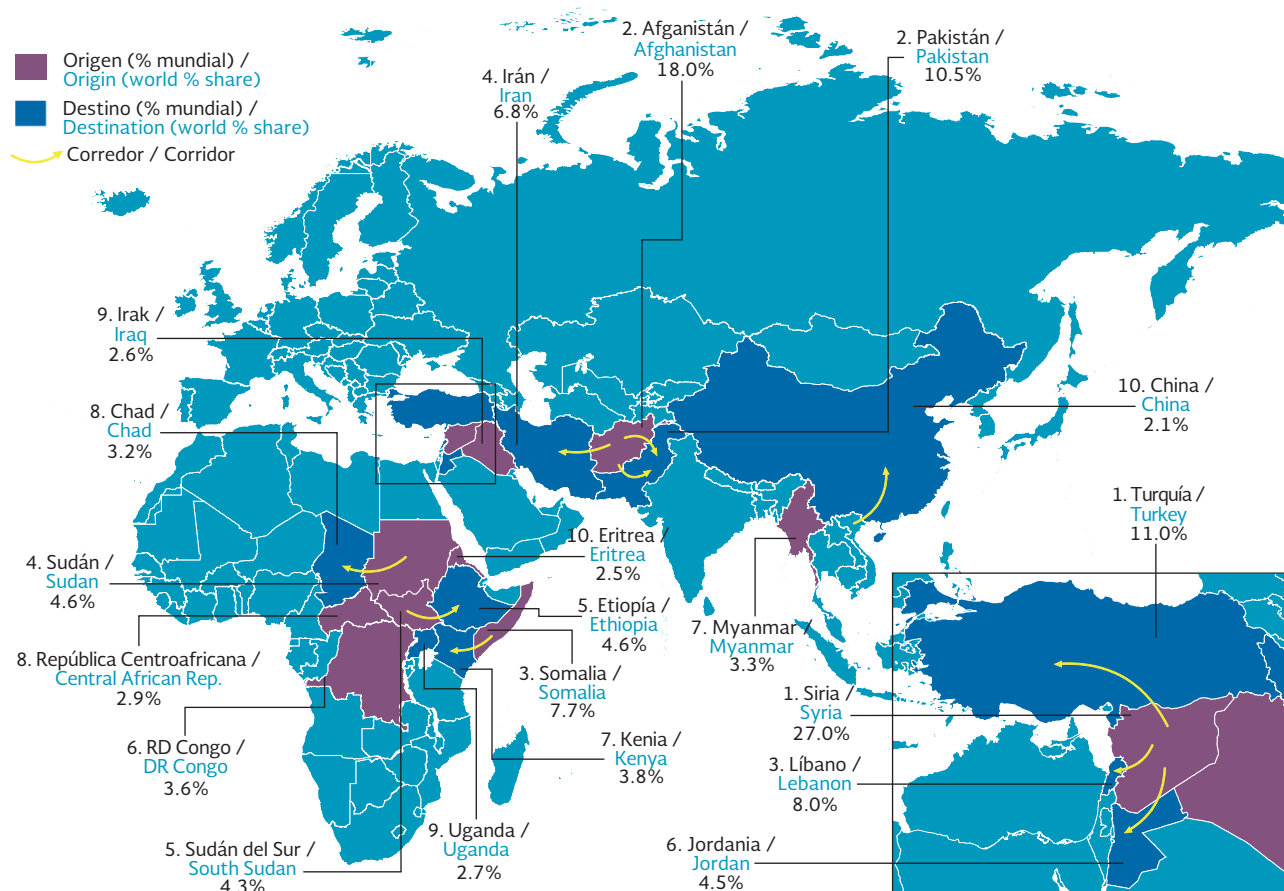 Origen (% mundial) /
Origin (world % share)
Destino (% mundial) /
Destination (world % share)
Corredor / Corridor
2. Afganistán /
Afghanistan
18.0%
2. Pakistán /
Pakistan
10.5%
4. Irán /
Iran
6.8%
9. Irak /
Iraq
2.6%
8. Chad /
Chad
3.2%
10. China /
China
2.1%
1. Turquía /
Turkey
11.0%
4. Sudán /
Sudan
4.6%
10. Eritrea /
Eritrea
2.5%
5. Etiopía /
Ethiopia
4.6%
7. Myanmar /
Myanmar
3.3%
8. República Centroafricana /
Central African Rep.
2.9%
3. Somalia /
Somalia
7.7%
1. Siria /
Syria
27.0%
6. RD Congo /
DR Congo
3.6%
7. Kenia /
Kenya
3.8%
3. Líbano /
Lebanon
8.0%
5. Sudán del Sur /
South Sudan
4.3%
9. Uganda /
Uganda
2.7%
6. Jordania /
Jordan
4.5%